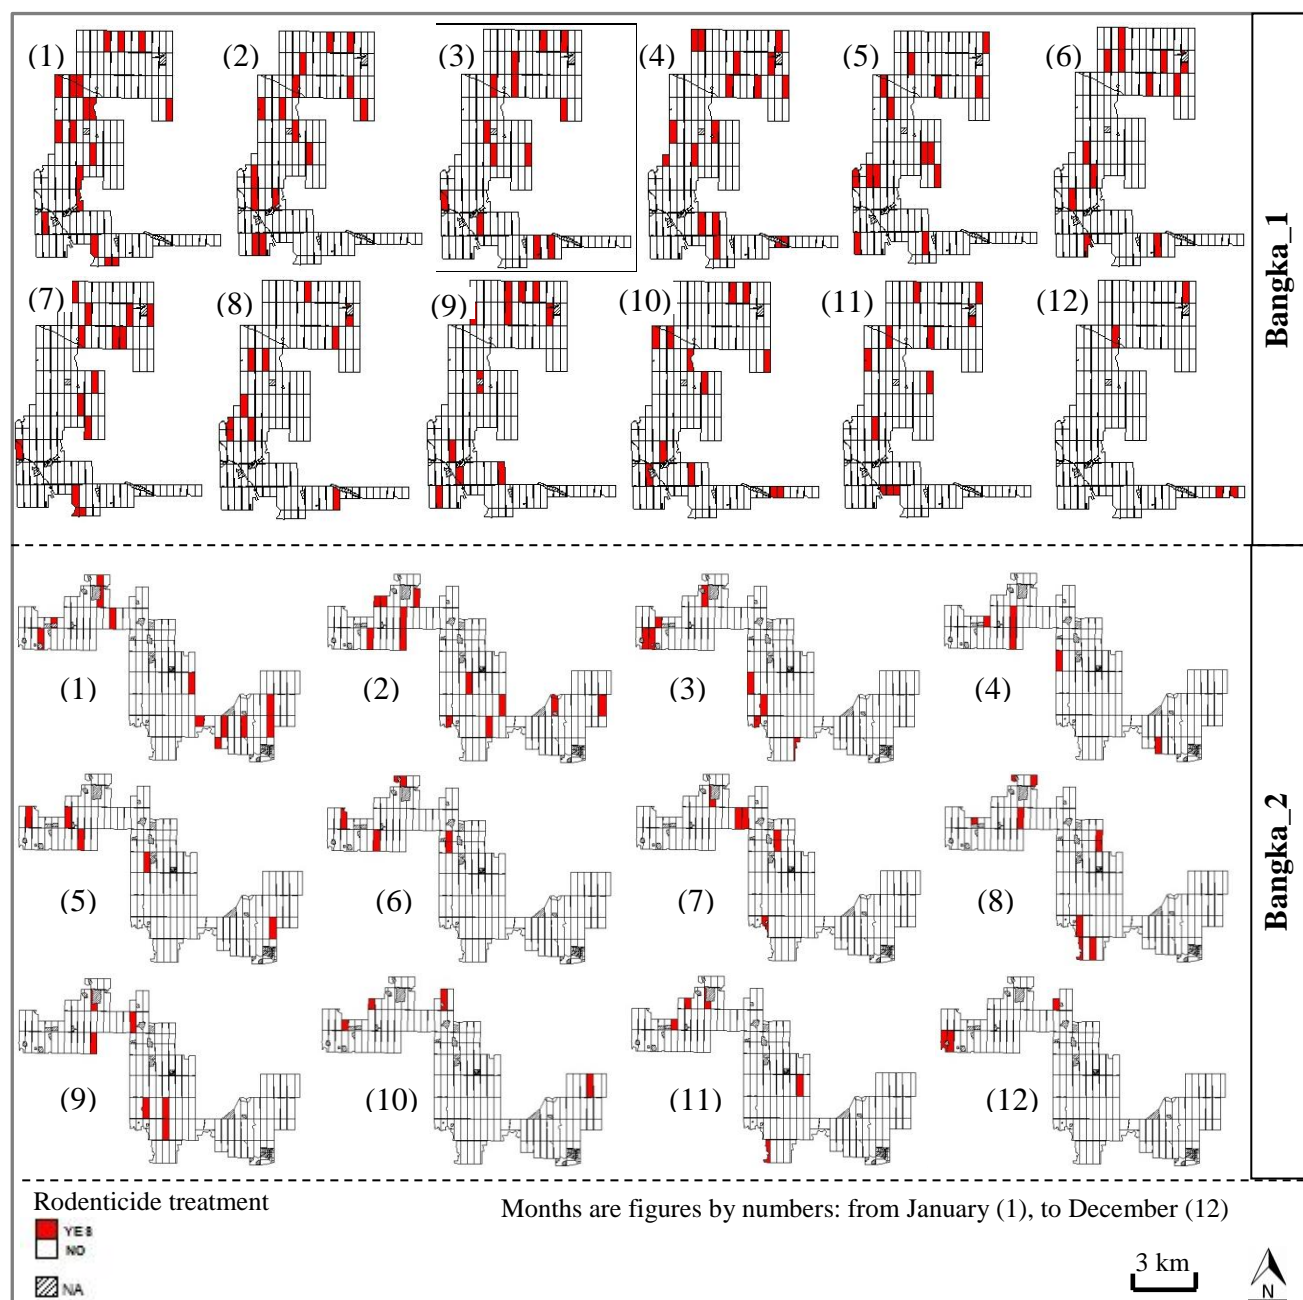 (1) (2) (3) (4) (5) (6)
Bangka_1
(7) (8) (9) (10) (11) (12)
(1) (2) (3) (4)
Bangka_2
(5) (6) (7) (8)
(9) (10) (11) (12)
Rodenticide treatment
Months are figures by numbers: from January (1), to December (12)
YES
NO
NA
3 km
N